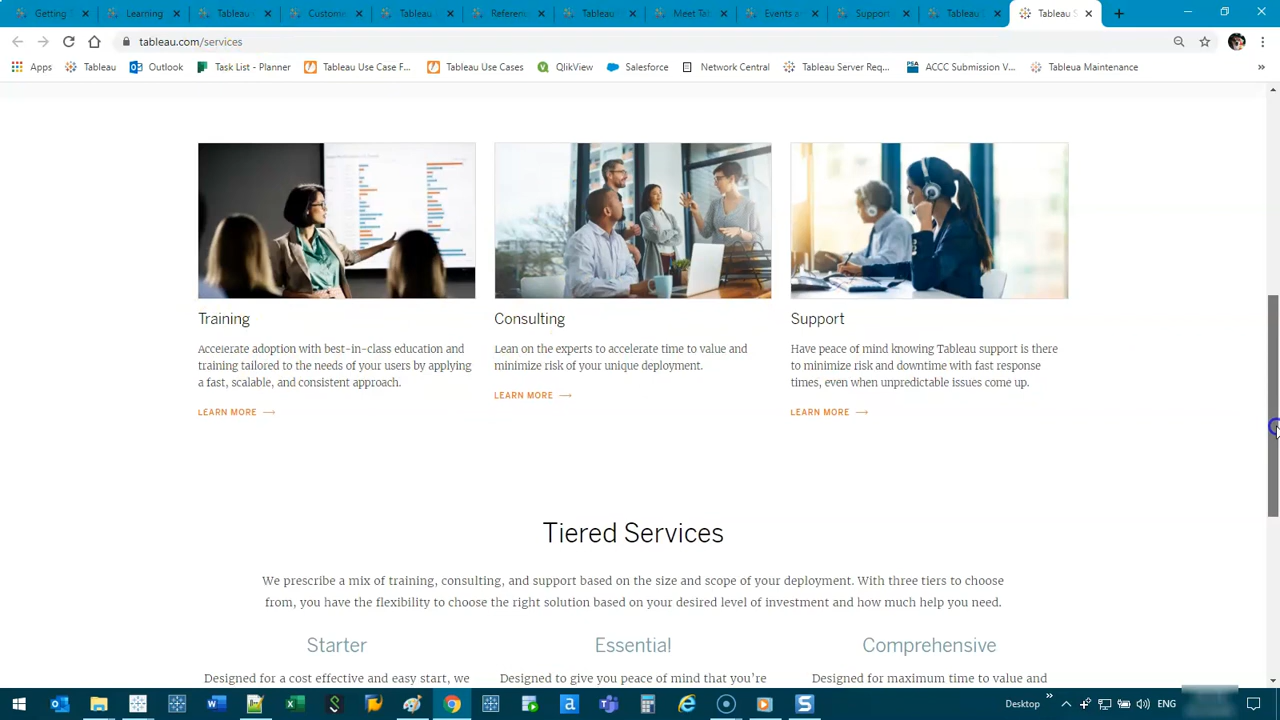 Getting
Learning
Tableau
Custome
Tableau
Referenc
Tableau
Meet Tab
Events a
Support
Tableau
Tableau S
tableau.com/services
Apps
Tableau
Outlook
Task List - Planner
Tableau Use Case F...
Tableau Use Cases
QlikView
Salesforce
Network Central
Tableau Server Req...
ACCC Submission V...
Tableua Maintenance
Training
Accelerate adoption with best-in-class education and
training tailored to the needs of your users by applying
a fast, scalable, and consistent approach.
LEARN MORE
Consulting
Lean on the experts to accelerate time to value and
minimize risk of your unique deployment.
LEARN MORE
Support
Have peace of mind knowing Tableau support is there
to minimize risk and downtime with fast response
times, even when unpredictable issues come up.
LEARN MORE
Tiered Services
We prescribe a mix of training, consulting, and support based on the size and scope of your deployment. With three tiers to choose
from, you have the flexibility to choose the right solution based on your desired level of investment and how much help you need.
Starter
Designed for a cost effective and easy start, we
Essential
Designed to give you peace of mind that you're
Comprehensive
Designed for maximum time to value and
Desktop
ENG